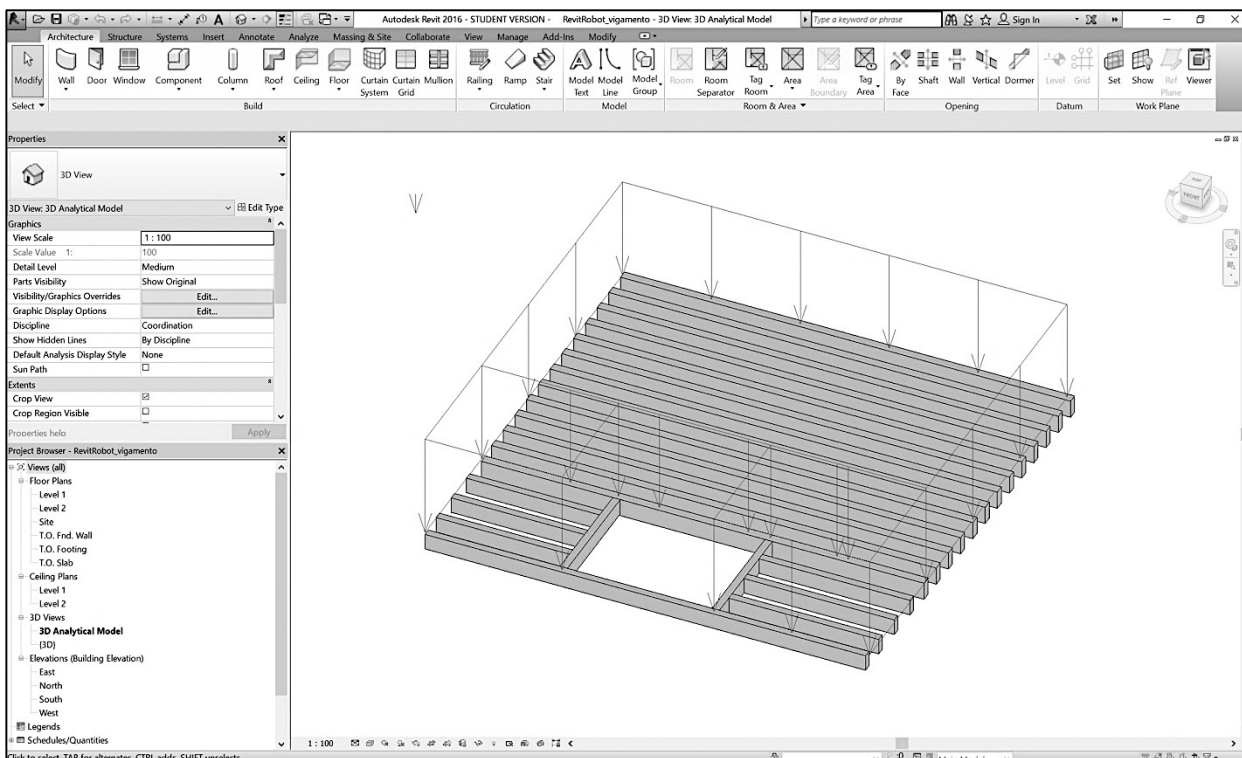 Autodesk Revit 2016 - STUDENT VERSION - RevitRobot_vigamento - 3D View: 3D Analytical Model
Type a keyword or phrase
Sign In
Architecture Structure Systems Insert Annotate Analyze Massing & Site Collaborate View Manage Add-Ins Modify
Modify Wall Door Window Component Column Roof Ceiling Floor Curtain System Curtain Grid Mullion Railing Ramp Stair Model Text Model Line Model Group Room Room Separator Tag Room Area Area Boundary Tag Area By Face Shaft Wall Vertical Dormer Level Grid Set Show Ref Plane Viewer
Select Build Circulation Model Room & Area Opening Datum Work Plane
Properties
3D View
3D View: 3D Analytical Model Edit Type
Graphics
View Scale 1 : 100
Scale Value 1: 100
Detail Level Medium
Parts Visibility Show Original
Visibility/Graphics Overrides Edit...
Graphic Display Options Edit...
Discipline Coordination
Show Hidden Lines By Discipline
Default Analysis Display Style None
Sun Path
Extents
Crop View
Crop Region Visible
Properties help Apply
Project Browser - RevitRobot_vigamento
Views (all)
Floor Plans
Level 1
Level 2
Site
T.O. Fnd. Wall
T.O. Footing
T.O. Slab
Ceiling Plans
Level 1
Level 2
3D Views
3D Analytical Model
{3D}
Elevations (Building Elevation)
East
North
South
West
Legends
Schedules/Quantities
TOP
FRONT
1 : 100
Click to select, TAB for alternates, CTRL adds, SHIFT unselects.